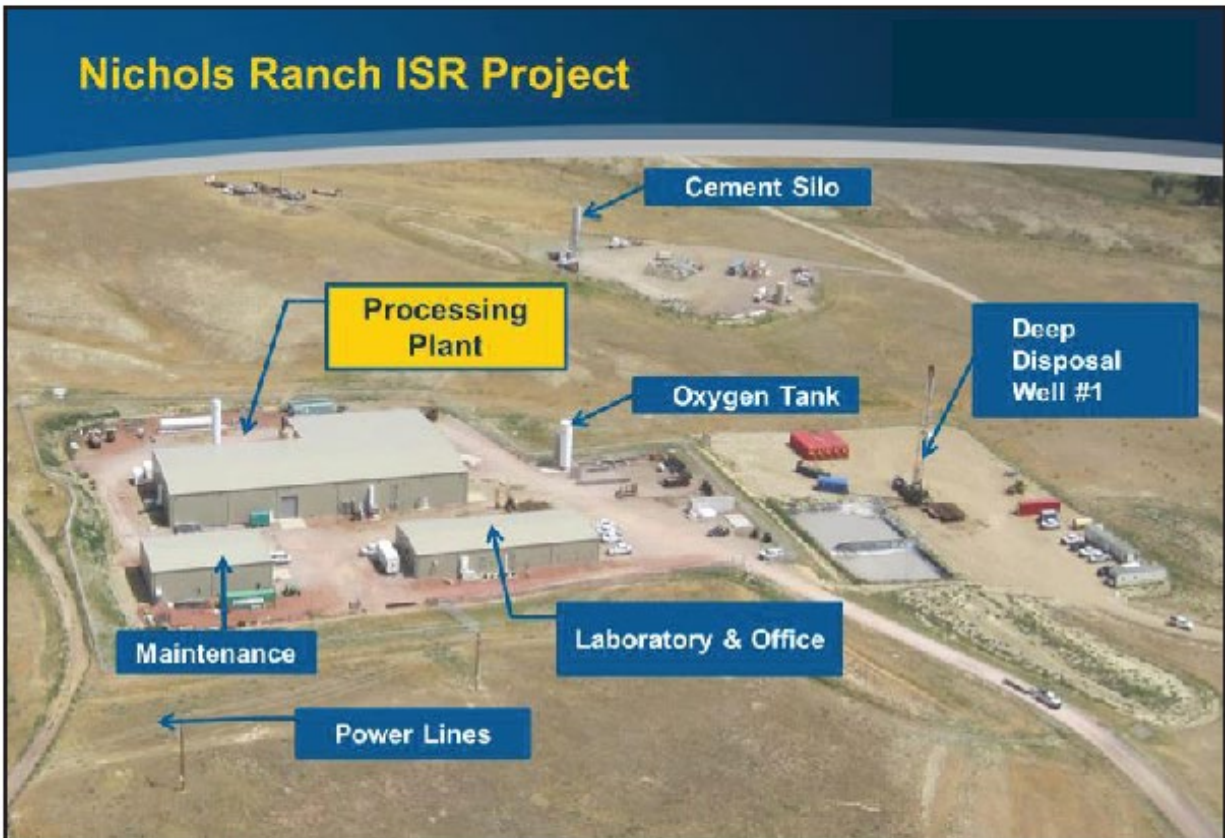 Nichols Ranch ISR Project
Cement Silo
Processing
Plant
Deep
Disposal
Well #1
Oxygen Tank
Laboratory & Office
Maintenance
Power Lines